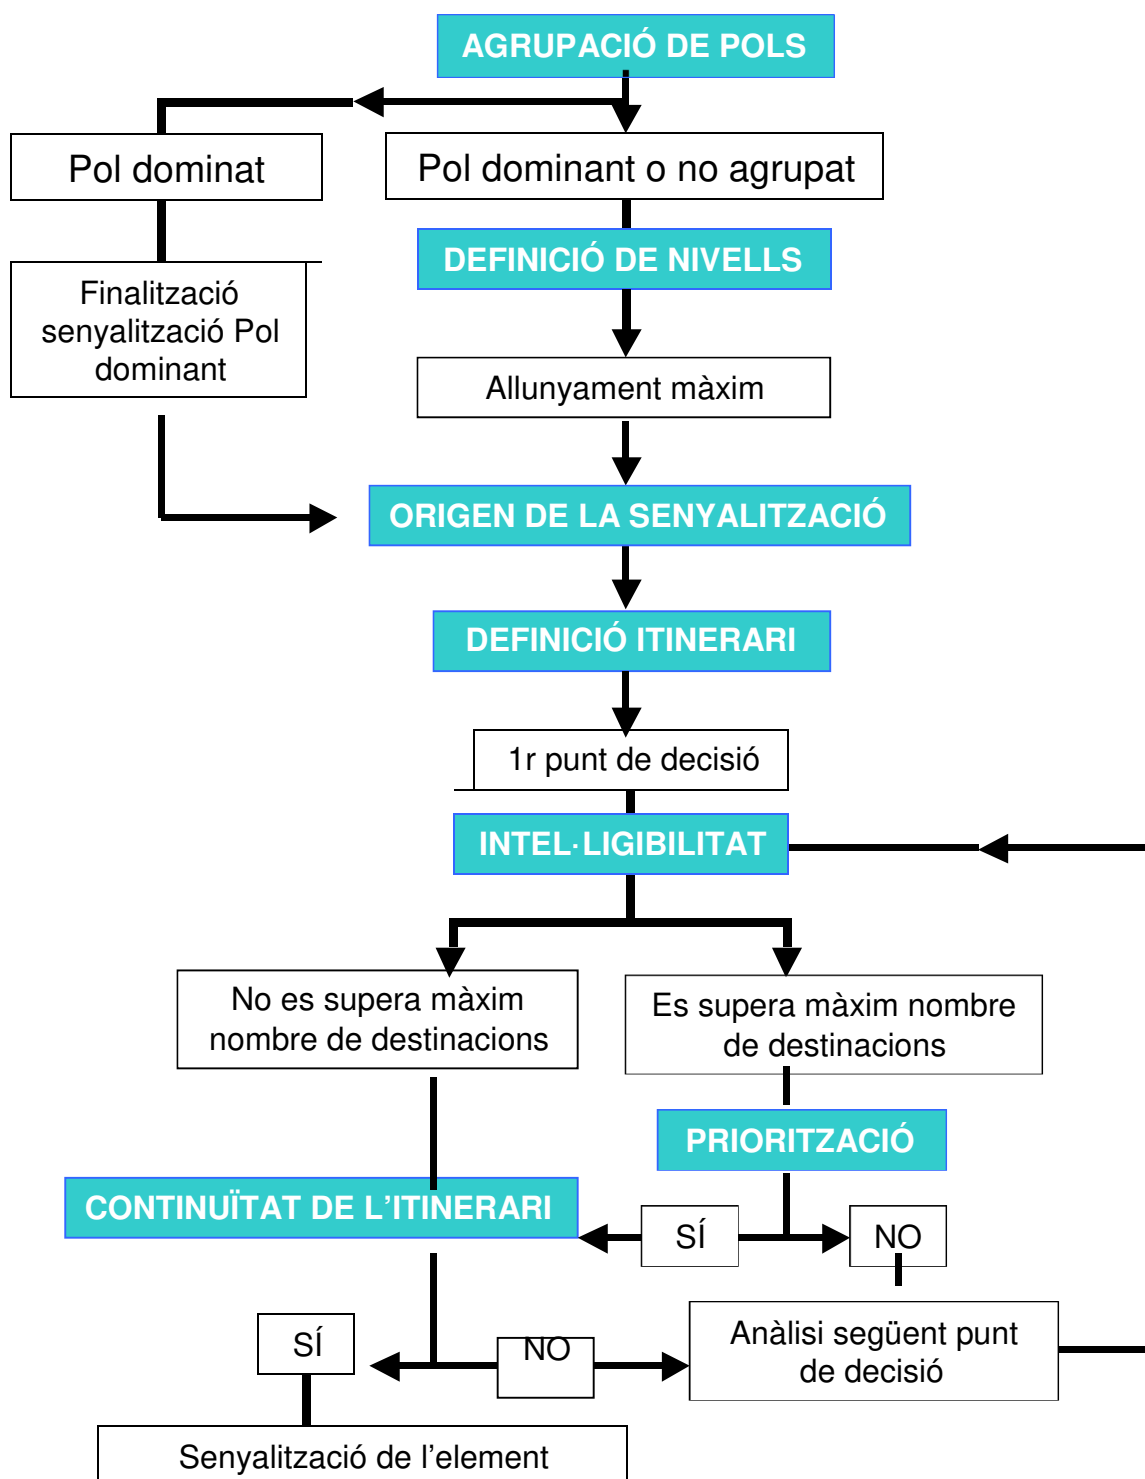 AGRUPACIÓ DE POLS
Pol dominat
Pol dominant o no agrupat
DEFINICIÓ DE NIVELLS
Finalització
senyalització Pol
dominant
Allunyament màxim
ORIGEN DE LA SENYALITZACIÓ
DEFINICIÓ ITINERARI
1r punt de decisió
INTEL·LIGIBILITAT
No es supera màxim
nombre de destinacions
Es supera màxim nombre
de destinacions
PRIORITZACIÓ
CONTINUÏTAT DE L’ITINERARI
SÍ
NO
SÍ
NO
Anàlisi següent punt
de decisió
Senyalització de l’element